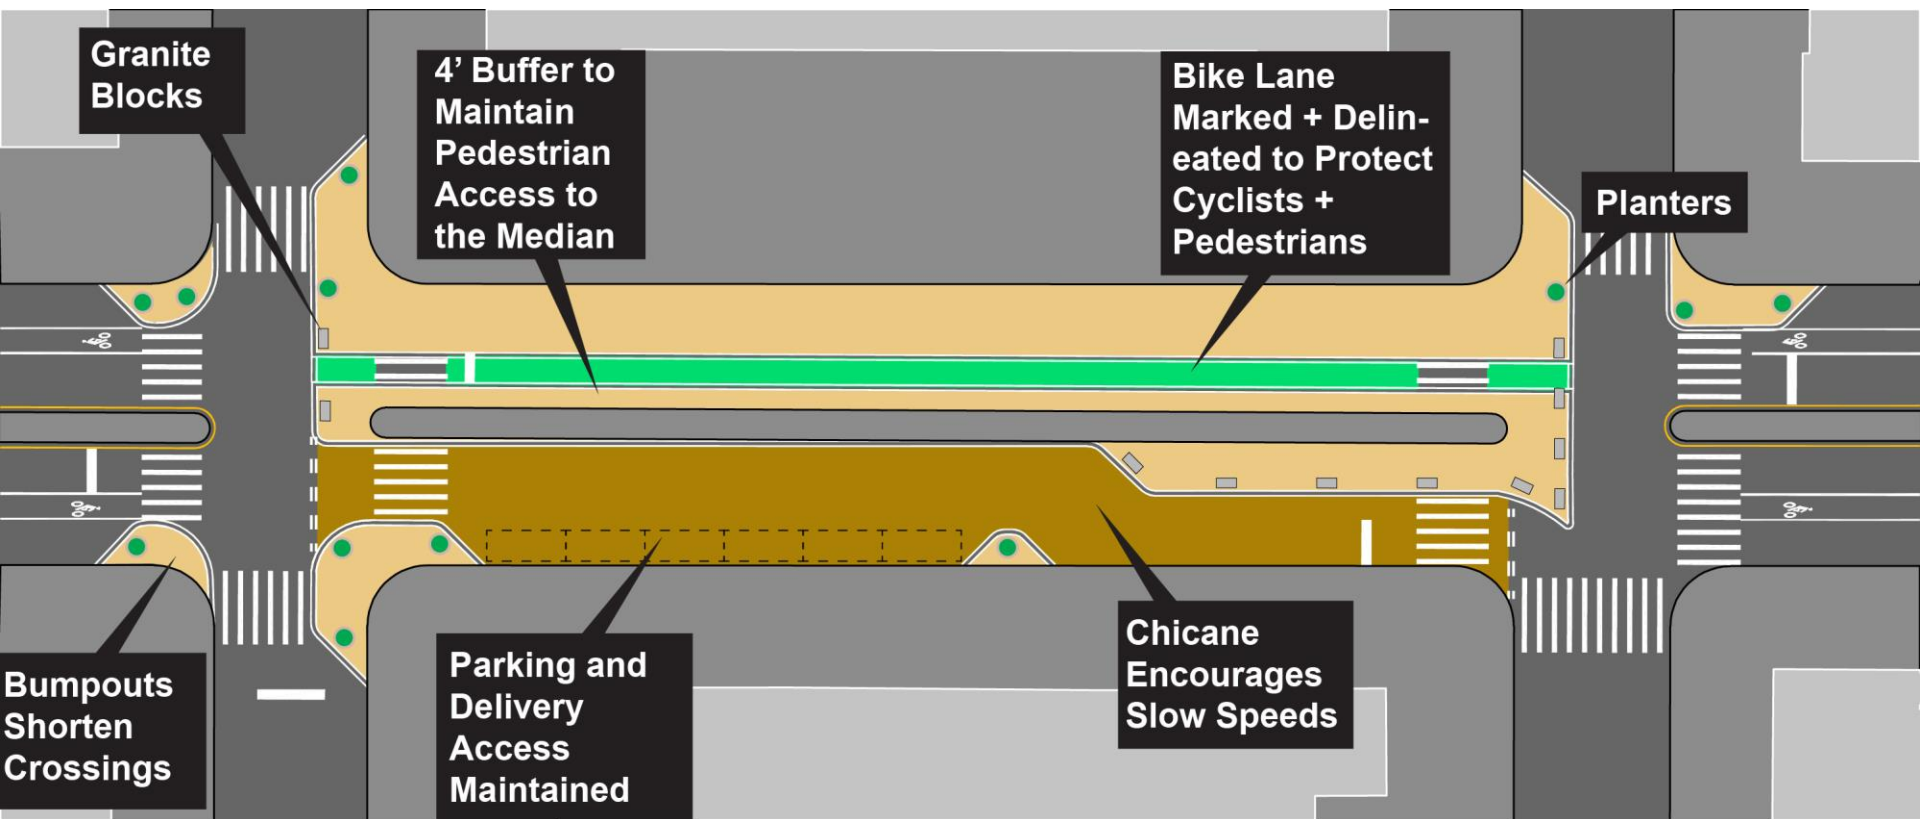 Granite
Blocks
4’ Buffer to
Maintain
Pedestrian
Access to
the Median
Bike Lane
Marked + Delin-
eated to Protect
Cyclists +
Pedestrians
Planters
Bumpouts
Shorten
Crossings
Parking and
Delivery
Access
Maintained
Chicane
Encourages
Slow Speeds